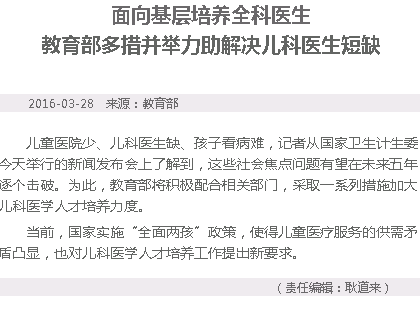 面向基层培养全科医生
教育部多措并举力助解决儿科医生短缺
2016-03-28 来源：教育部
儿童医院少、儿科医生缺、孩子看病难，记者从国家卫生计生委
今天举行的新闻发布会上了解到，这些社会焦点问题有望在未来五年
逐个击破。为此，教育部将积极配合相关部门，采取一系列措施加大
儿科医学人才培养力度。
当前，国家实施“全面两孩”政策，使得儿童医疗服务的供需矛
盾凸显，也对儿科医学人才培养工作提出新要求。
（责任编辑：耿道来）